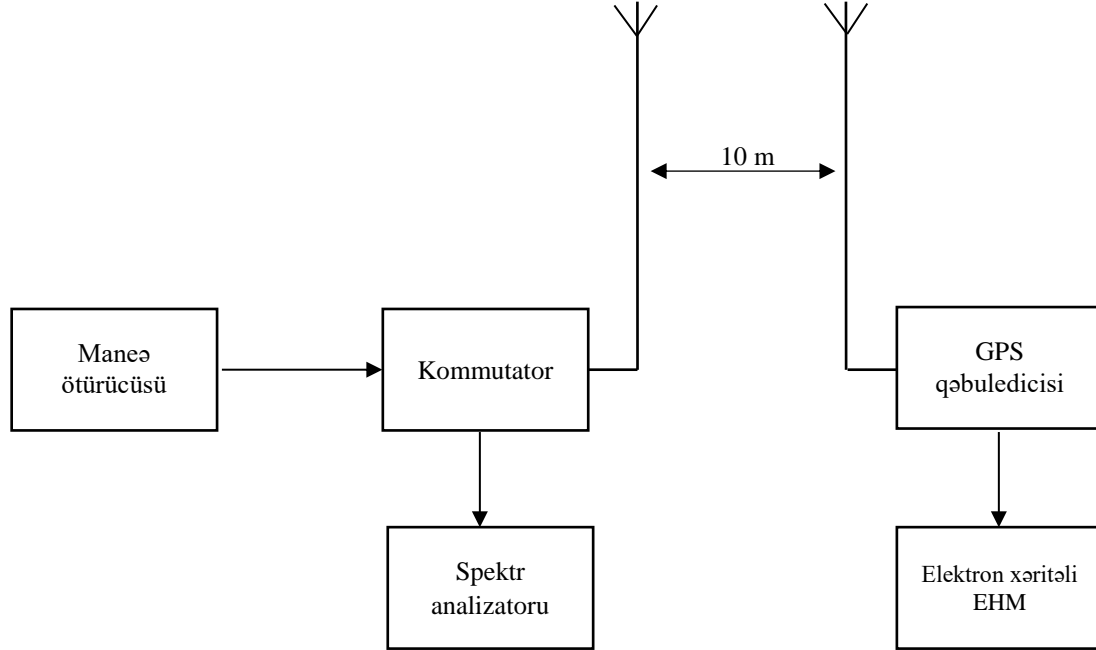 10 m
Maneə
ötürücüsü
Kommutator
GPS
qəbuledicisi
Spektr
analizatoru
Elektron xəritəli
EHM